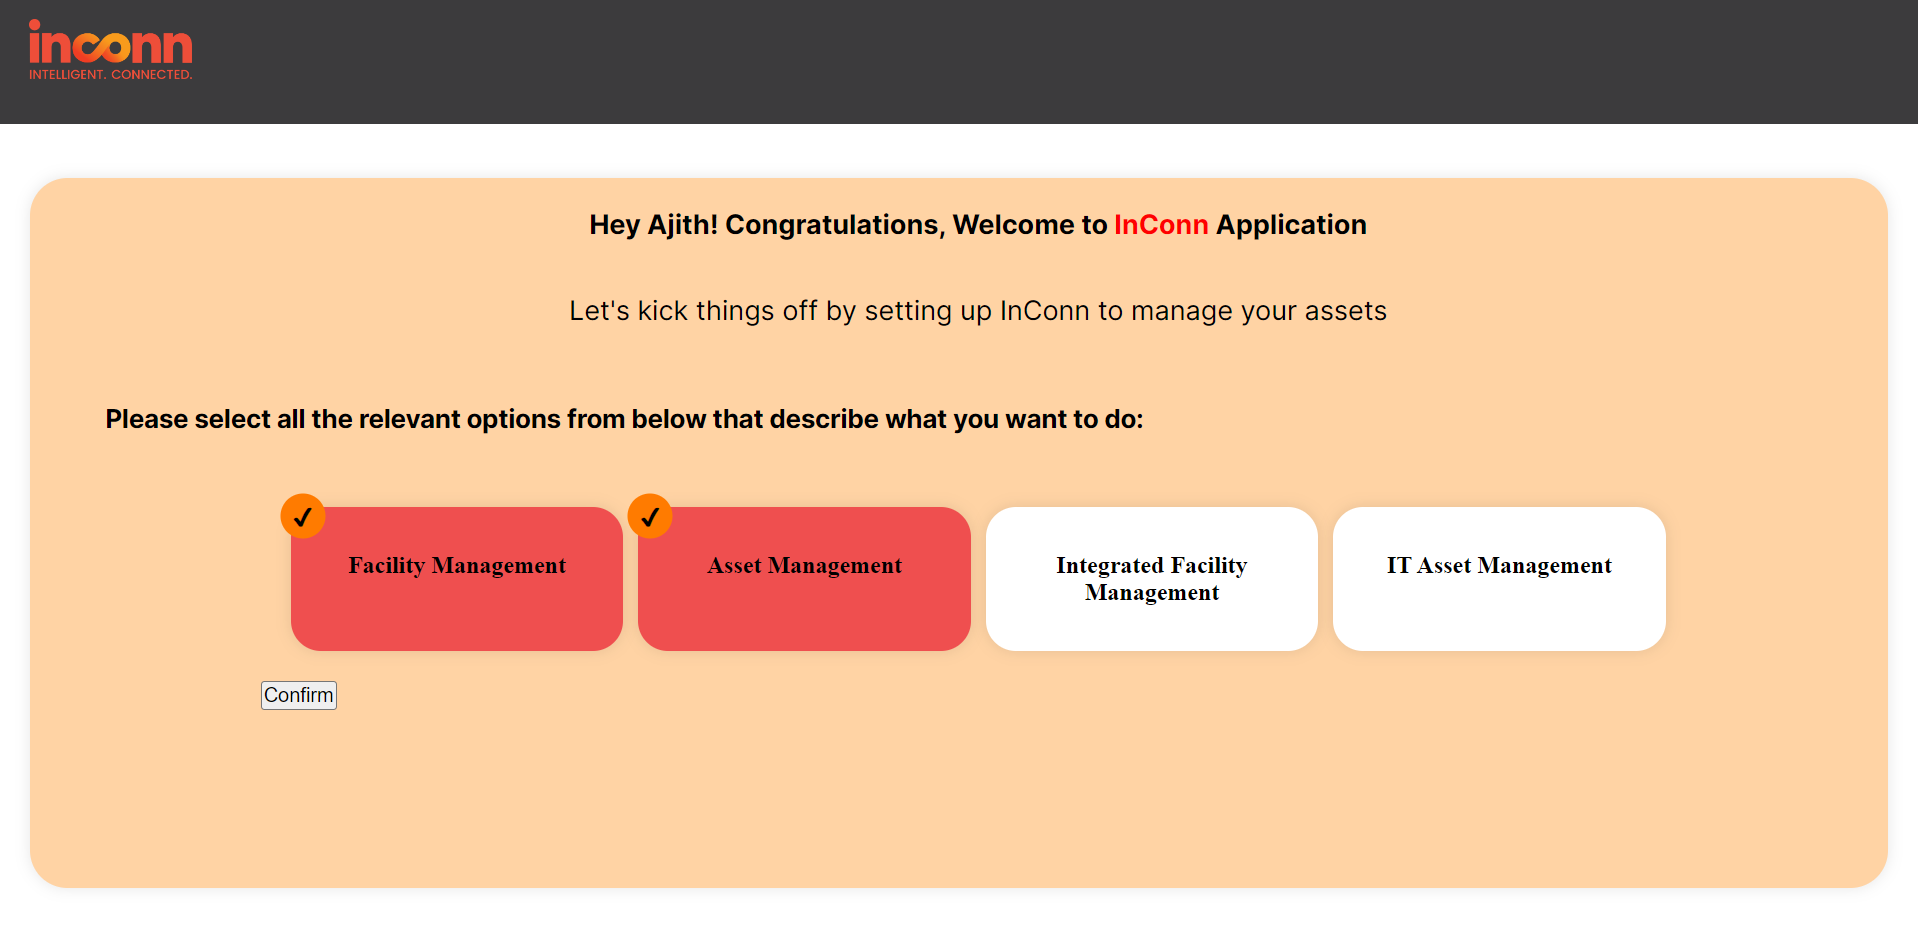 inconn
INTELLIGENT. CONNECTED.
Hey Ajith! Congratulations, Welcome to InConn Application
Let's kick things off by setting up InConn to manage your assets
Please select all the relevant options from below that describe what you want to do:
Facility Management
Asset Management
Integrated Facility
Management
IT Asset Management
Confirm